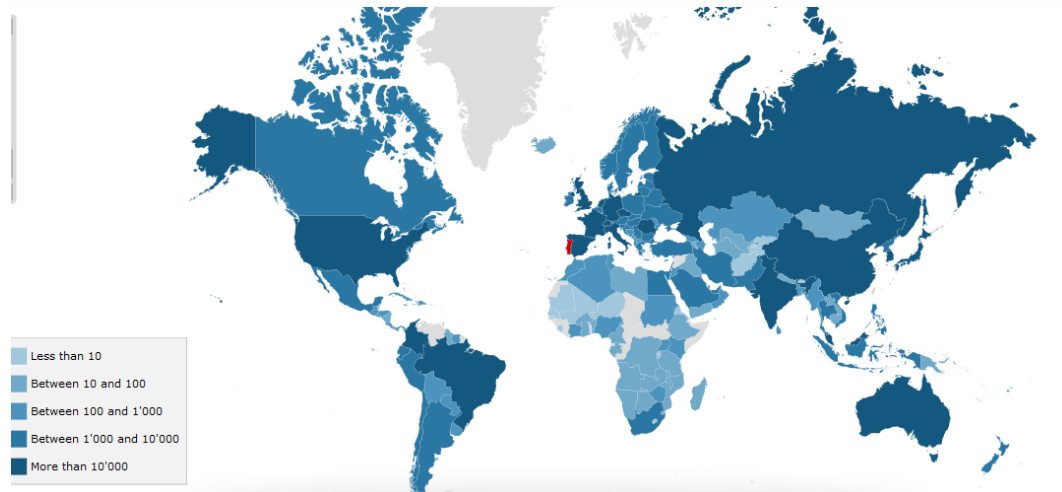 Less than 10
Between 10 and 100
Between 100 and 1'000
Between 1'000 and 10'000
More than 10'000